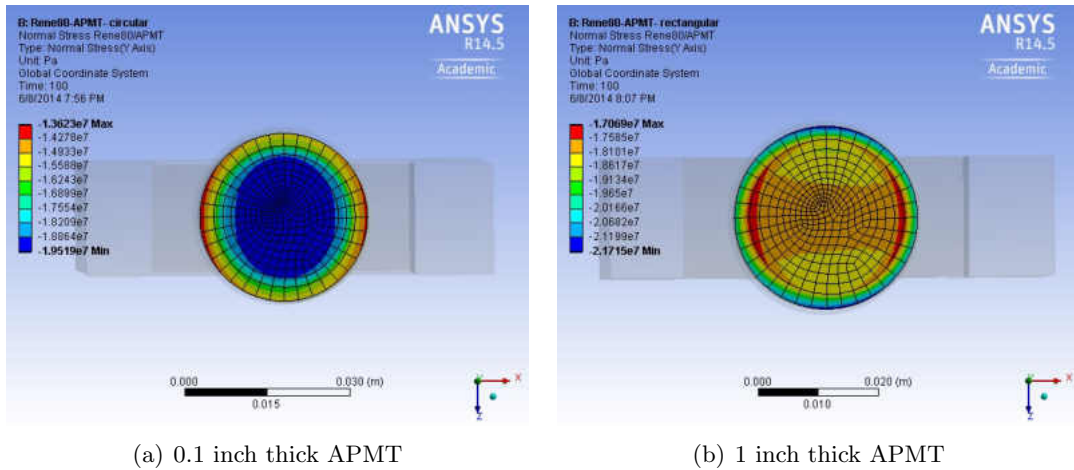 B: Rene80-APMT- circular
Normal Stress Rene80/APMT
Type: Normal Stress(Y Axis)
Unit: Pa
Global Coordinate System
Time: 100
6/8/2014 7:56 PM
-1.3623e7 Max
-1.4278e7
-1.4933e7
-1.5588e7
-1.6243e7
-1.6899e7
-1.7554e7
-1.8209e7
-1.8864e7
-1.9519e7 Min
ANSYS
R14.5
Academic
0.000
0.030 (m)
0.015
X
Y
Z
(a) 0.1 inch thick APMT
B: Rene80-APMT- rectangular
Normal Stress Rene80/APMT
Type: Normal Stress(Y Axis)
Unit: Pa
Global Coordinate System
Time: 100
6/8/2014 8:07 PM
-1.7069e7 Max
-1.7585e7
-1.8101e7
-1.8617e7
-1.9134e7
-1.965e7
-2.0166e7
-2.0682e7
-2.1199e7
-2.1715e7 Min
ANSYS
R14.5
Academic
0.000
0.020 (m)
0.010
X
Y
Z
(b) 1 inch thick APMT